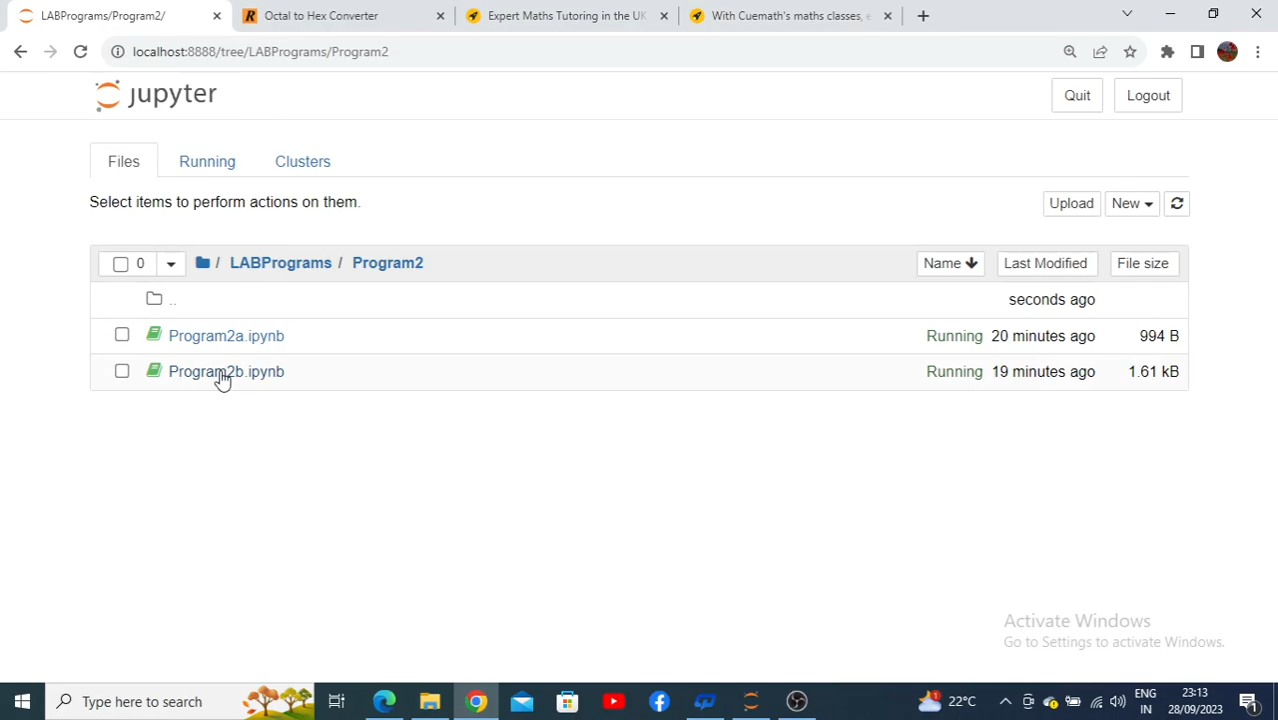 LABPrograms/Program2/
Octal to Hex Converter
Expert Maths Tutoring in the UK
With Cuemath's maths classes, e
localhost:8888/tree/LABPrograms/Program2
jupyter
Quit
Logout
Files
Running
Clusters
Select items to perform actions on them.
Upload
New
0
/ LABPrograms / Program2
Name
Last Modified
File size
..
seconds ago
Program2a.ipynb
Running 20 minutes ago
994 B
Program2b.ipynb
Running 19 minutes ago
1.61 kB
Activate Windows
Go to Settings to activate Windows.
Type here to search
1
22°C
ENG
IN
23:13
28/09/2023
1